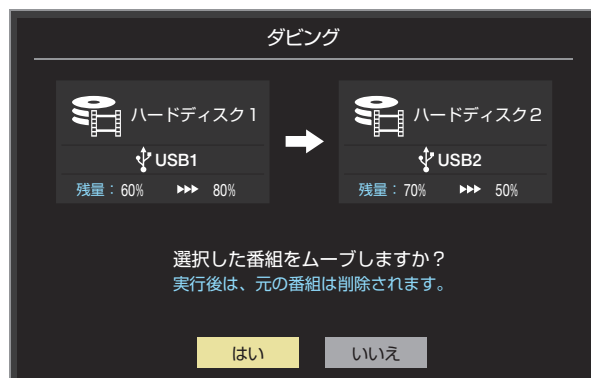 ダビング
ハードディスク1
USB1
残量：60% ▸▸▸ 80%
ハードディスク2
USB2
残量：70% ▸▸▸ 50%
選択した番組をムーブしますか？
実行後は、元の番組は削除されます。
はい
いいえ